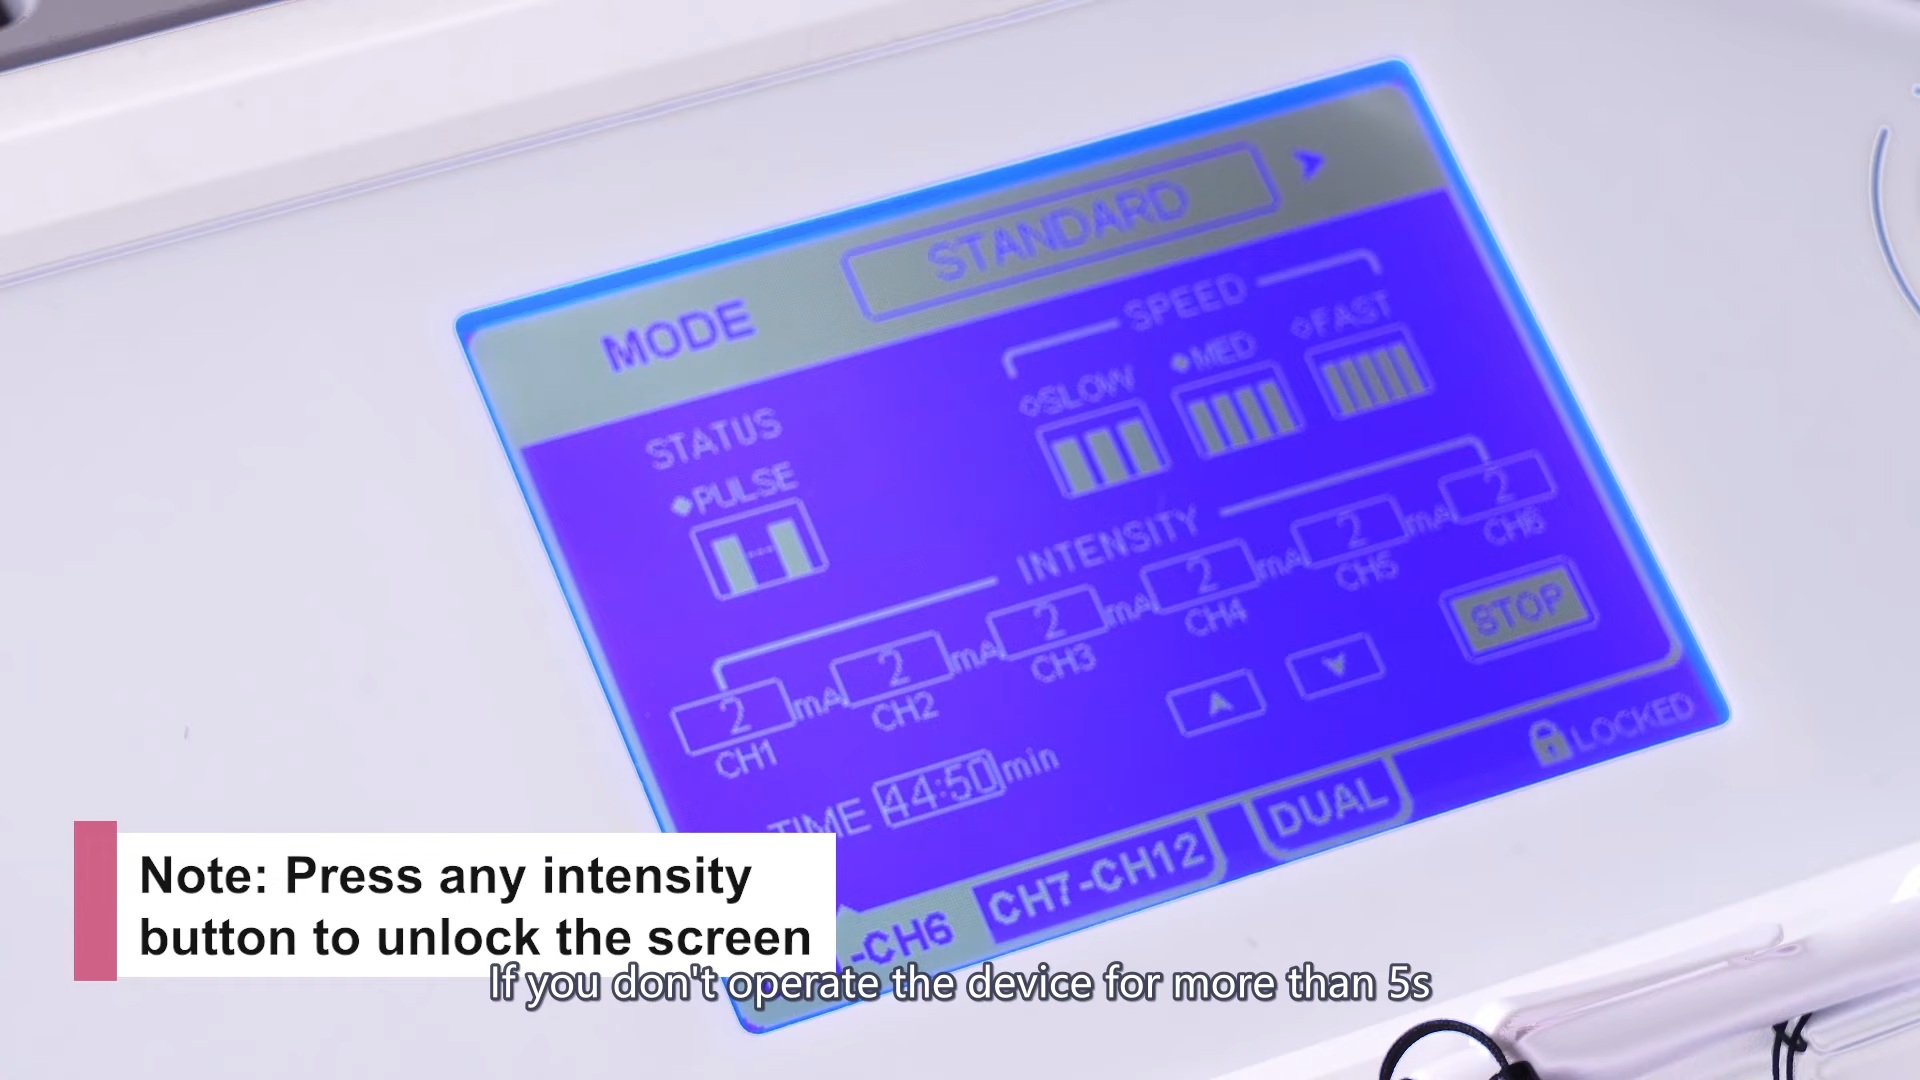 MODE STANDARD
STATUS
PULSE
SPEED
SLOW MED FAST
INTENSITY
2 mA 2 mA 2 mA 2 mA 2 mA 2
CH1 CH2 CH3 CH4 CH5 CH6
STOP
TIME 44:50 min
LOCKED
-CH6 CH7-CH12 DUAL
Note: Press any intensity
button to unlock the screen
If you don't operate the device for more than 5s